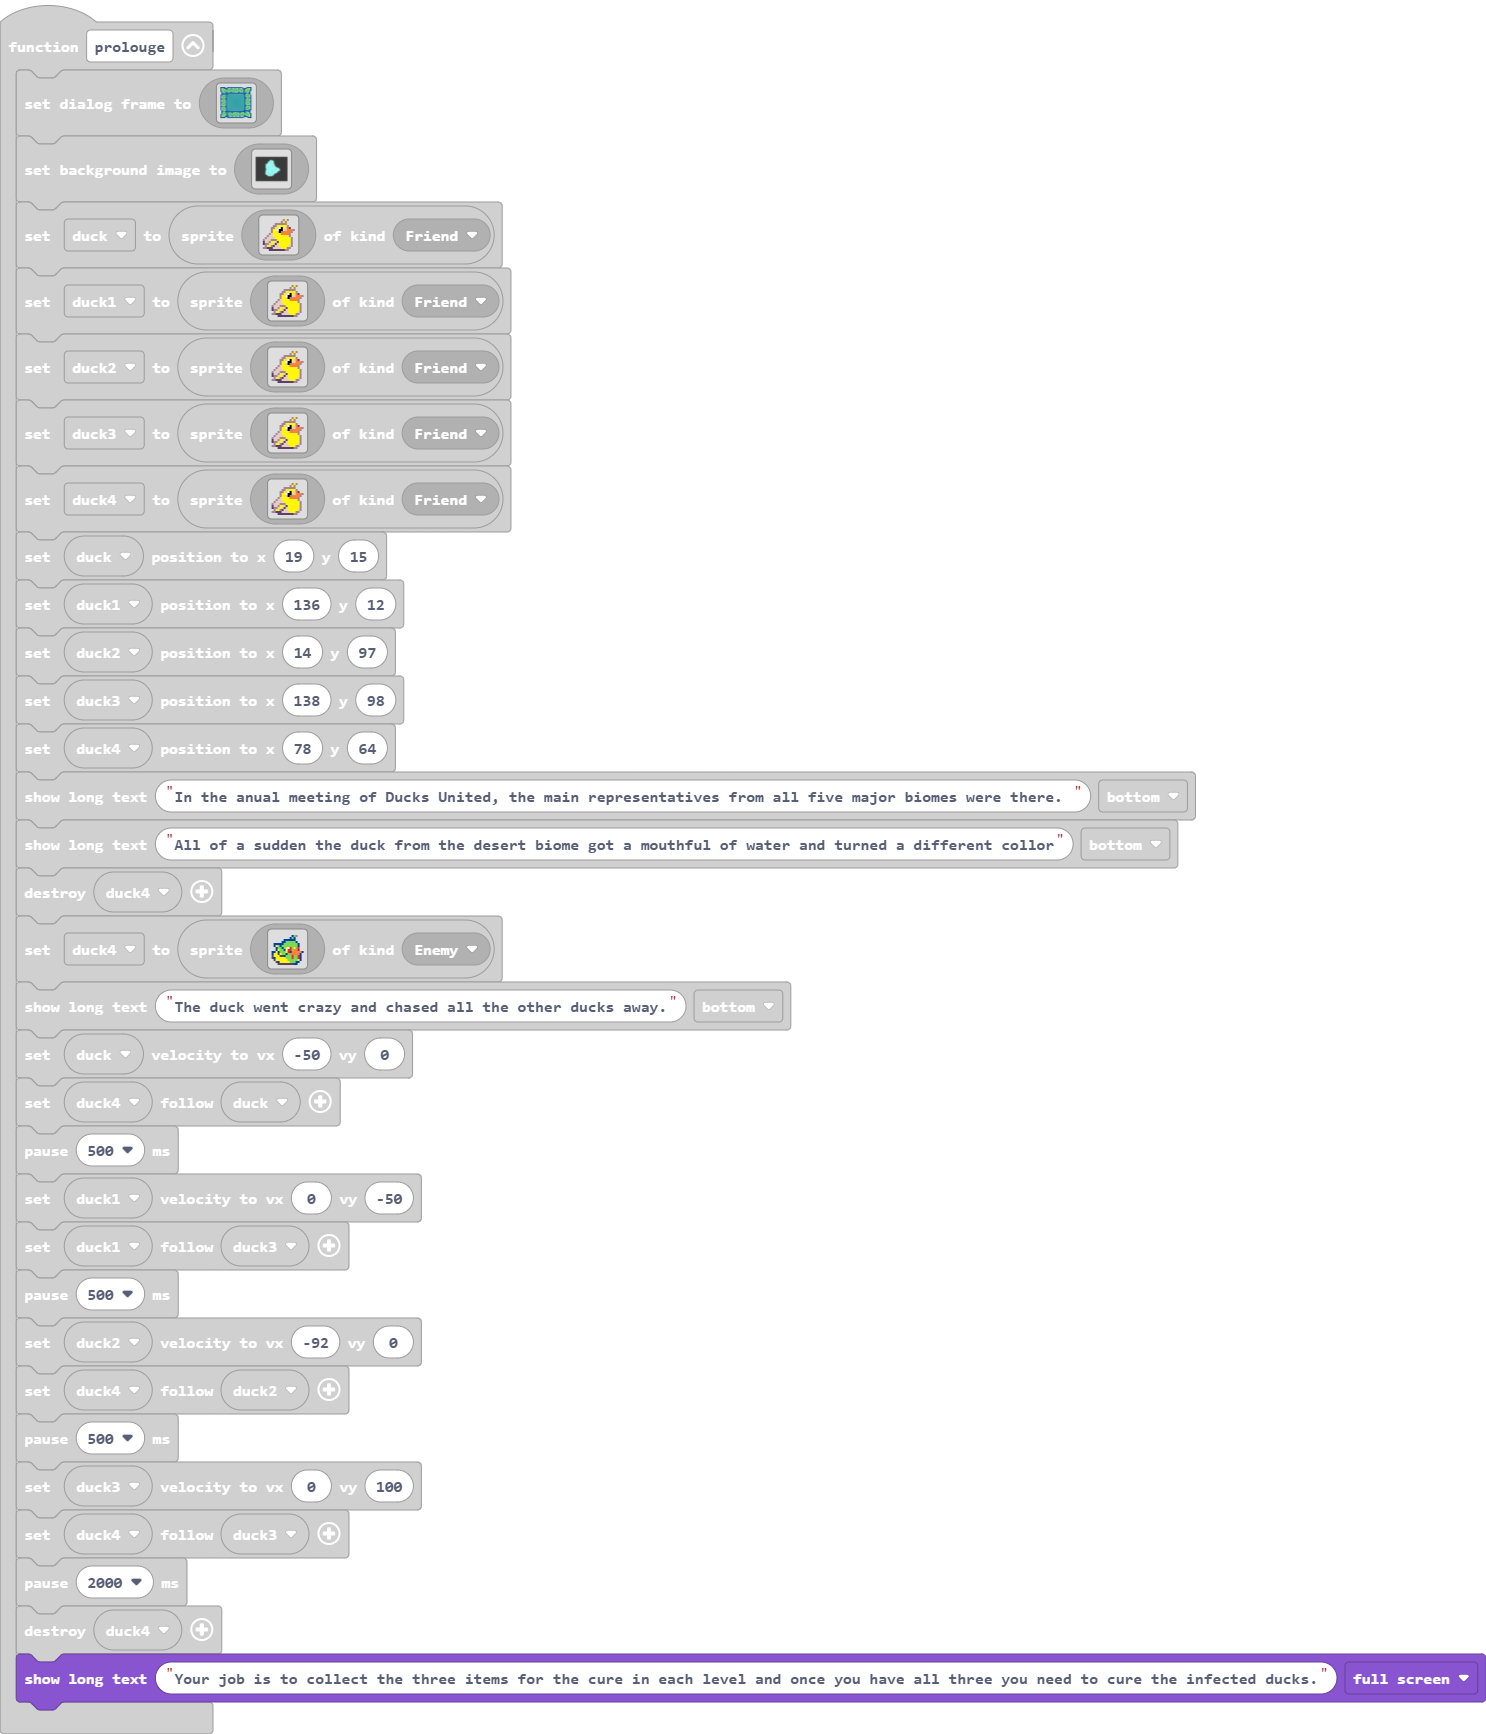 function prolouge
set dialog frame to
set background image to
set duck to sprite of kind Friend
set duck1 to sprite of kind Friend
set duck2 to sprite of kind Friend
set duck3 to sprite of kind Friend
set duck4 to sprite of kind Friend
set duck position to x 19 y 15
set duck1 position to x 136 y 12
set duck2 position to x 14 y 97
set duck3 position to x 138 y 98
set duck4 position to x 78 y 64
show long text "In the anual meeting of Ducks United, the main representatives from all five major biomes were there. " bottom
show long text "All of a sudden the duck from the desert biome got a mouthful of water and turned a different collor" bottom
destroy duck4
set duck4 to sprite of kind Enemy
show long text "The duck went crazy and chased all the other ducks away." bottom
set duck velocity to vx -50 vy 0
set duck4 follow duck
pause 500 ms
set duck1 velocity to vx 0 vy -50
set duck1 follow duck3
pause 500 ms
set duck2 velocity to vx -92 vy 0
set duck4 follow duck2
pause 500 ms
set duck3 velocity to vx 0 vy 100
set duck4 follow duck3
pause 2000 ms
destroy duck4
show long text "Your job is to collect the three items for the cure in each level and once you have all three you need to cure the infected ducks." full screen